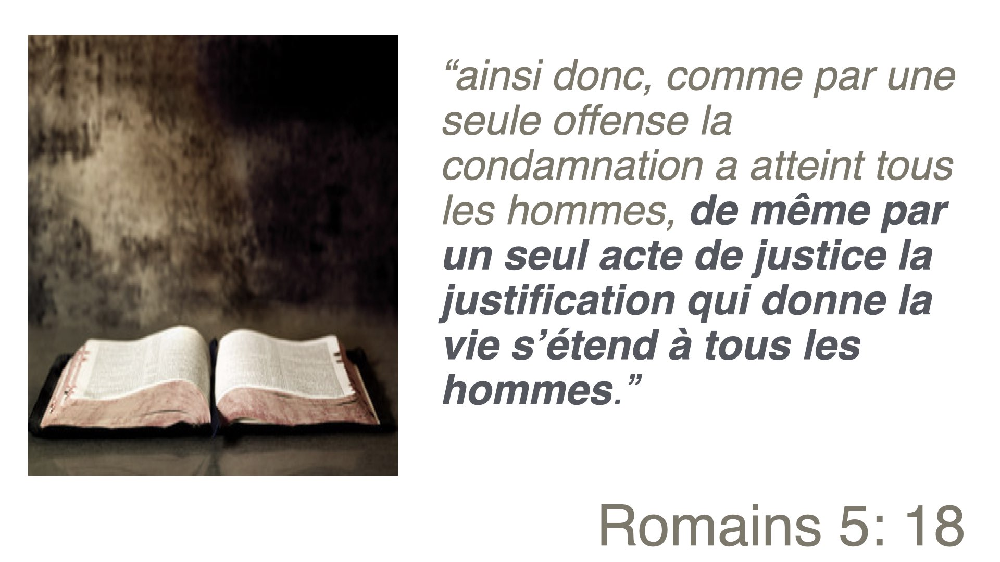 “ainsi donc, comme par une
seule offense la
condamnation a atteint tous
les hommes, de même par
un seul acte de justice la
justification qui donne la
vie s’étend à tous les
hommes.”
Romains 5: 18